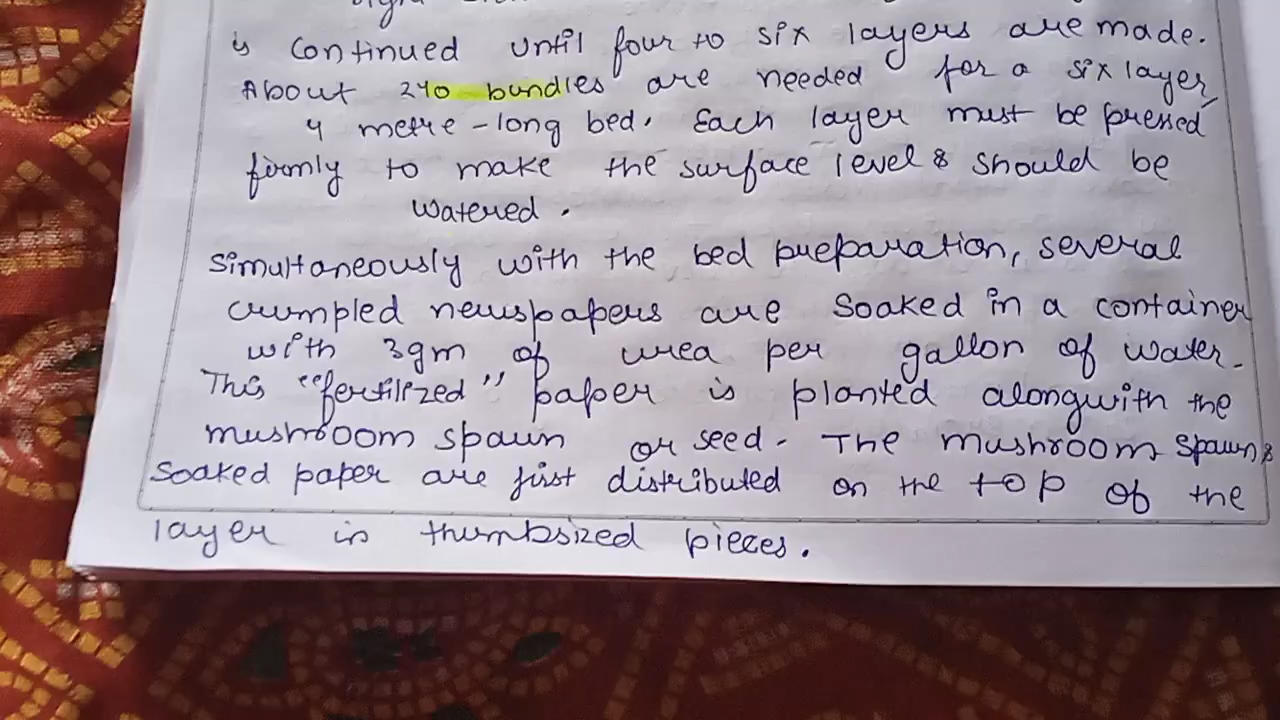 is continued until four to six layers are made.
About 240 bundles are needed for a six layer,
4 metre-long bed. Each layer must be pressed
firmly to make the surface level & should be
watered.
Simultaneously with the bed preparation, several
crumpled newspapers are soaked in a container
with 3gm of urea per gallon of water.
This "fertilized" paper is planted alongwith the
mushroom spawn or seed. The mushroom spawn &
soaked paper are first distributed on the top of the
layer in thumbsized pieces.